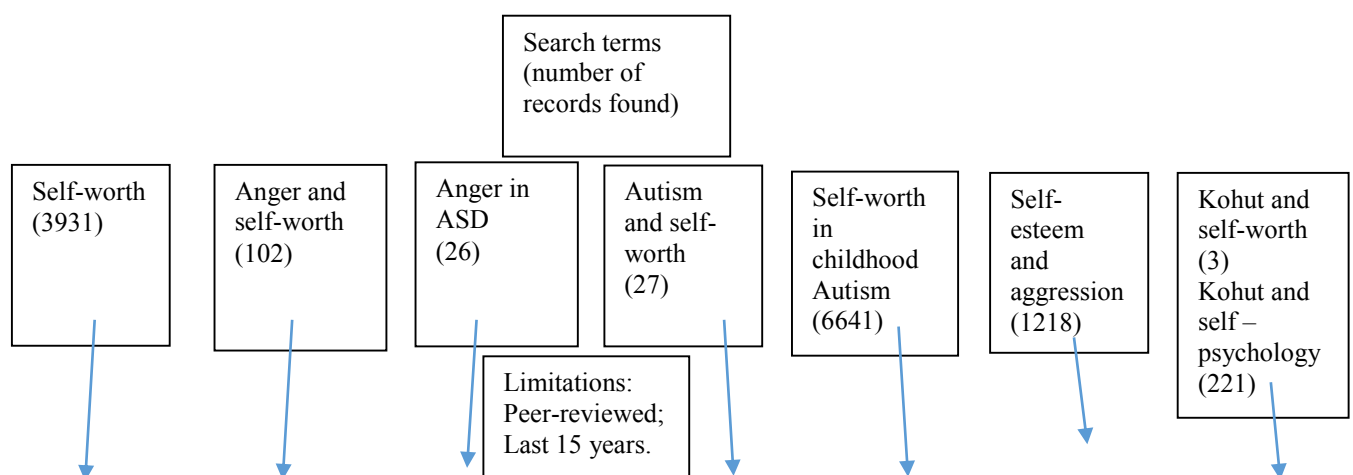 Search terms
(number of
records found)
Self-worth
(3931)
Anger and
self-worth
(102)
Anger in
ASD
(26)
Autism
and self-
worth
(27)
Self-worth
in
childhood
Autism
(6641)
Self-
esteem
and
aggression
(1218)
Kohut and
self-worth
(3)
Kohut and
self –
psychology
(221)
Limitations:
Peer-reviewed;
Last 15 years.